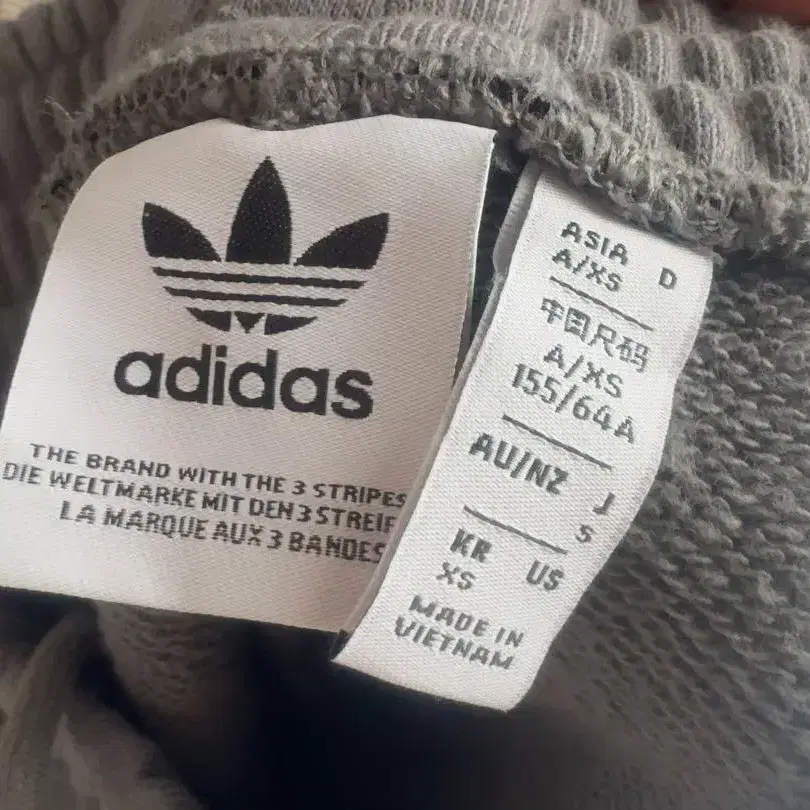 adidas
THE BRAND WITH THE 3 STRIPES
DIE WELTMARKE MIT DEN 3 STREIF
LA MARQUE AUX 3 BANDES
ASIA D
A/XS
中国尺码
A/XS
155/64A
AU/NZ J
S
KR US
XS
MADE IN
VIETNAM